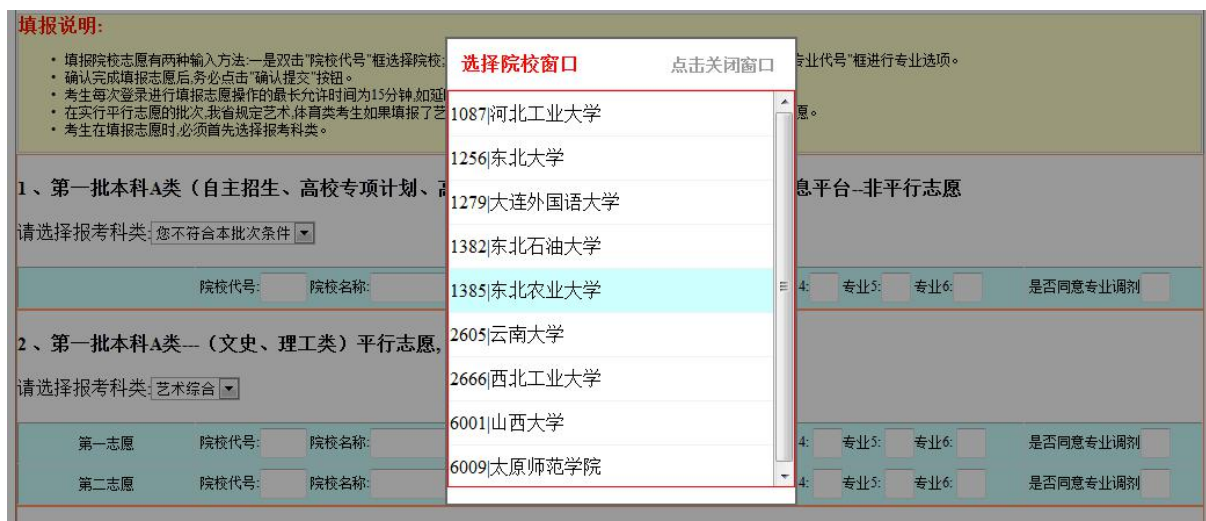 填报说明:
• 填报院校志愿有两种输入方法:一是双击"院校代号"框选择院校;
专业代号"框进行专业选项。
• 确认完成填报志愿后,务必点击"确认提交"按钮。
• 考生每次登录进行填报志愿操作的最长允许时间为15分钟,如延
• 在实行平行志愿的批次,我省规定艺术,体育类考生如果填报了艺
愿。
• 考生在填报志愿时,必须首先选择报考科类。
选择院校窗口 点击关闭窗口
1087|河北工业大学
1256|东北大学
1279|大连外国语大学
1382|东北石油大学
1385|东北农业大学
2605|云南大学
2666|西北工业大学
6001|山西大学
6009|太原师范学院
1、第一批本科A类(自主招生、高校专项计划、高
息平台--非平行志愿
请选择报考科类: 您不符合本批次条件
院校代号: 院校名称: 4: 专业5: 专业6: 是否同意专业调剂
2、第一批本科A类---(文史、理工类)平行志愿,
请选择报考科类: 艺术综合
第一志愿 院校代号: 院校名称: 4: 专业5: 专业6: 是否同意专业调剂
第二志愿 院校代号: 院校名称: 4: 专业5: 专业6: 是否同意专业调剂